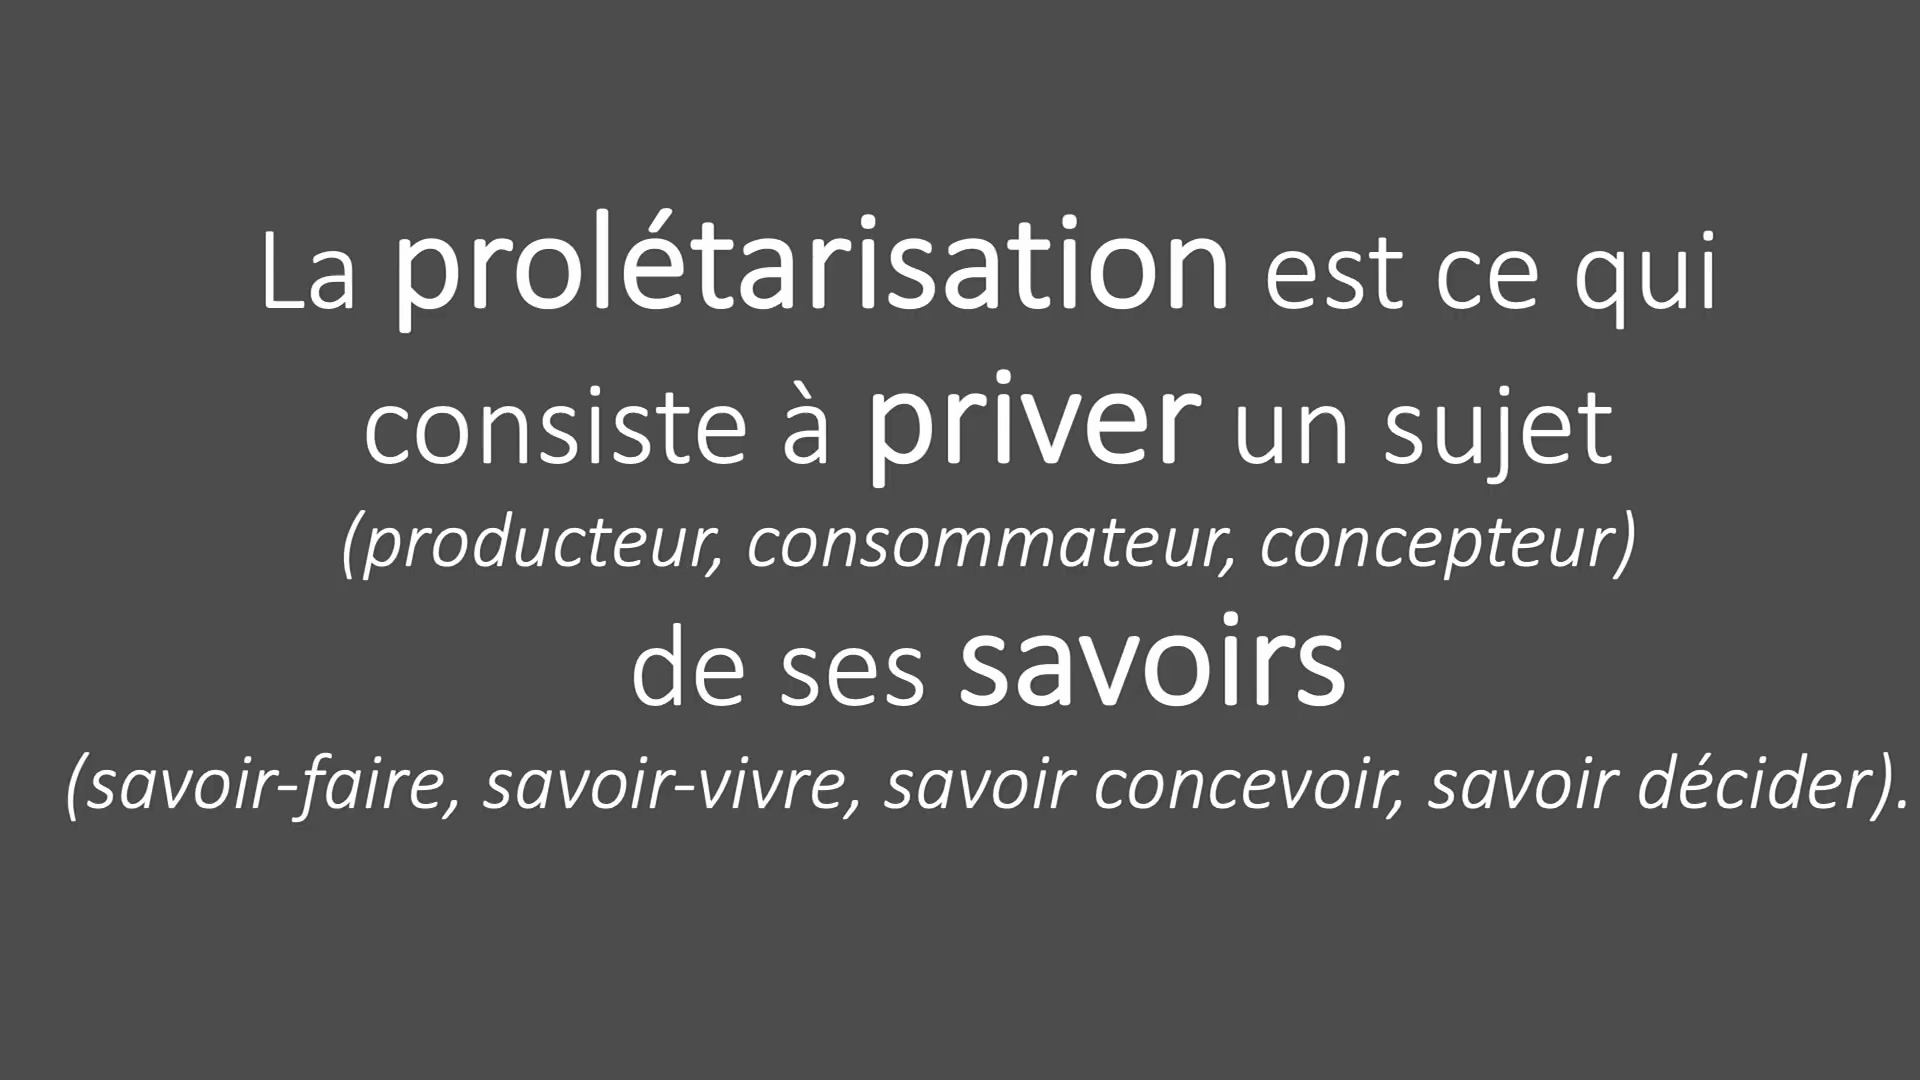 La prolétarisation est ce qui
consiste à priver un sujet
(producteur, consommateur, concepteur)
de ses savoirs
(savoir-faire, savoir-vivre, savoir concevoir, savoir décider).